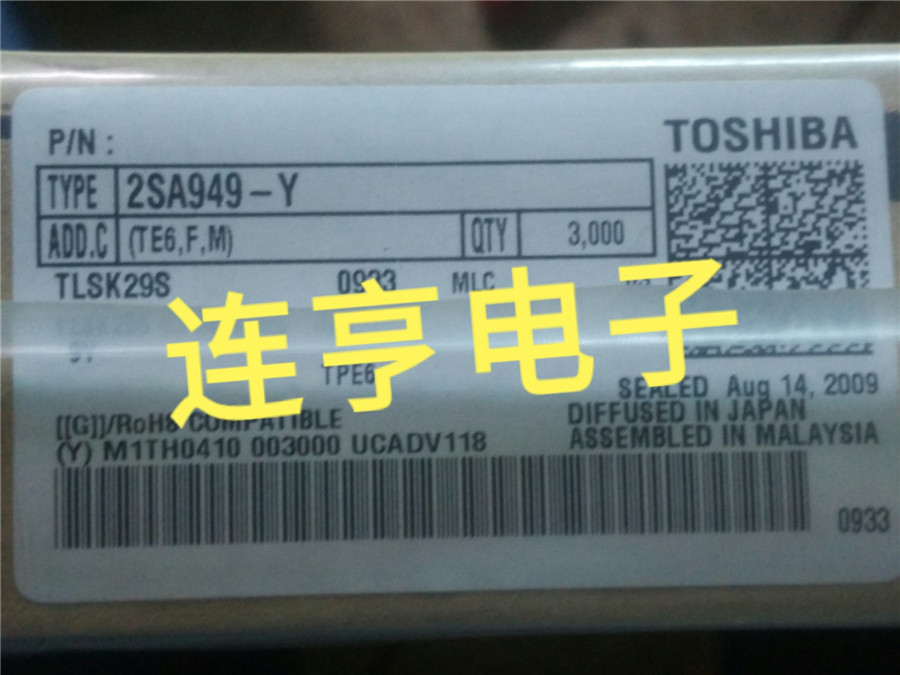 P/N :
TOSHIBA
TYPE 2SA949-Y
ADD.C (TE6,F,M) QTY 3,000
TLSK29S 0933 MLC
连亨电子
TPE6
SEALED Aug 14, 2009
[[G]]/RoHS COMPATIBLE
DIFFUSED IN JAPAN
(Y) M1TH0410 003000 UCADV118
ASSEMBLED IN MALAYSIA
0933